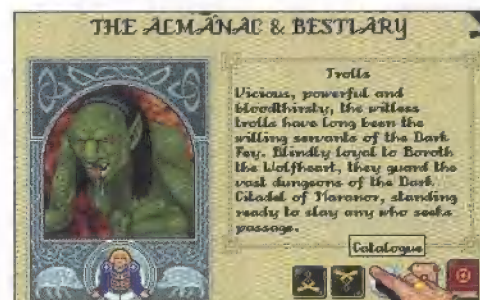 THE ALMANAC & BESTIARY
Trolls
Vicious, powerful and
bloodthirsty, the witless
trolls have long been the
willing servants of the Dark
Fey. Blindly loyal to Boroth
the Wolfheart, they guard the
vast dungeons of the Dark
Citadel of Maranor, standing
ready to slay any who seeks
passage.
Catalogue